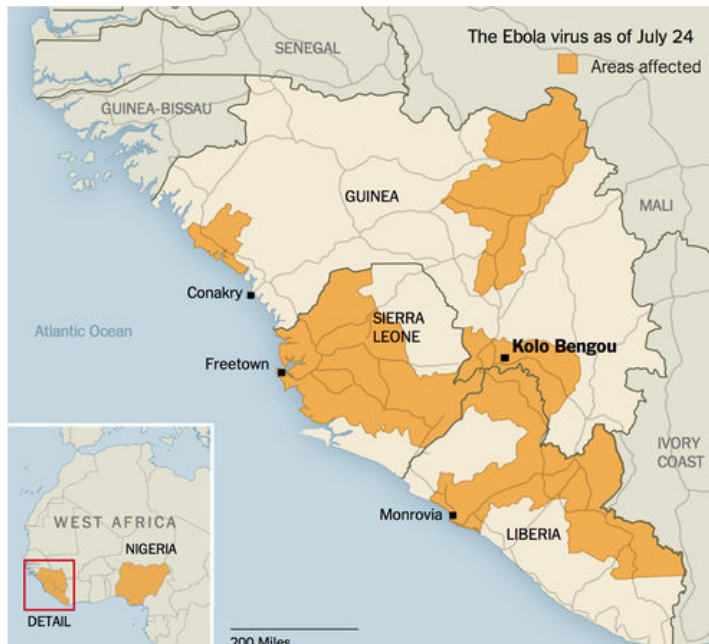 The Ebola virus as of July 24
Areas affected
SENEGAL
GUINEA-BISSAU
GUINEA
MALI
Conakry
SIERRA
LEONE
Kolo Bengou
Atlantic Ocean
Freetown
IVORY
COAST
Monrovia
LIBERIA
WEST AFRICA
NIGERIA
DETAIL
200 Miles